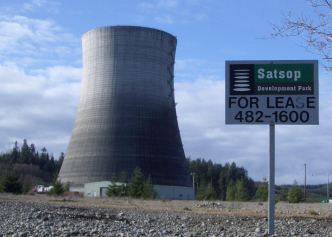 Satsop
Development Park
FOR LEASE
482-1600